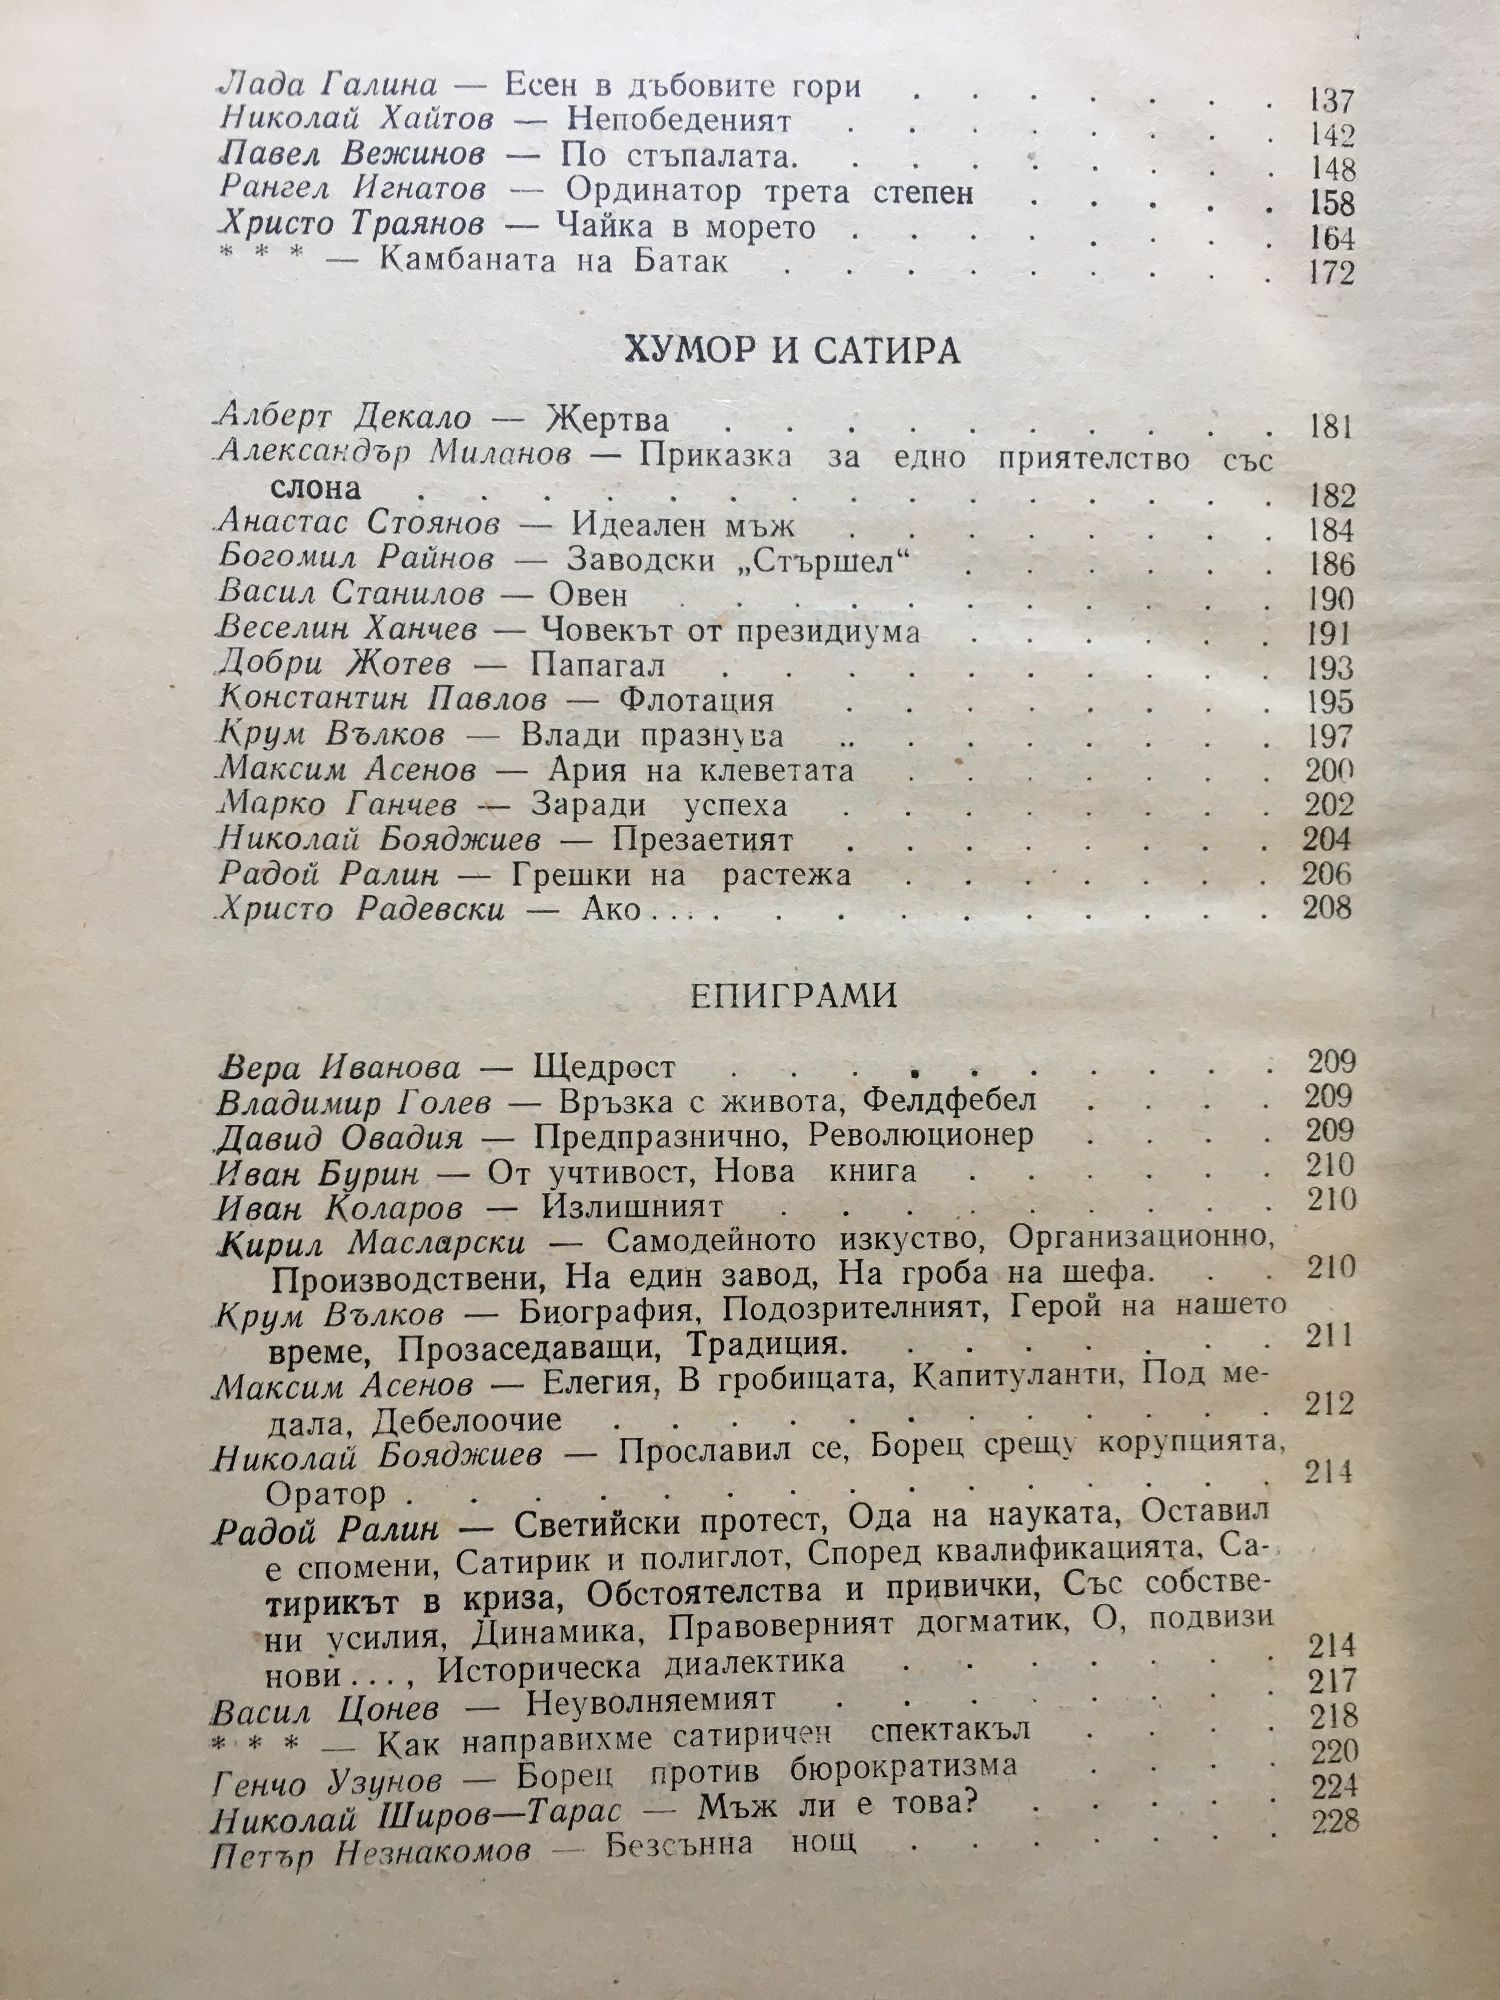 Лада Галина — Есен в дъбовите гори . . . . . . . 137
Николай Хайтов — Непобеденият . . . . . . . . 142
Павел Вежинов — По стъпалата. . . . . . . . . 148
Рангел Игнатов — Ординатор трета степен . . . . . 158
Христо Траянов — Чайка в морето . . . . . . . . 164
* * * — Камбаната на Батак . . . . . . . . . 172
ХУМОР И САТИРА
Алберт Декало — Жертва . . . . . . . . . . 181
Александър Миланов — Приказка за едно приятелство със
слона . . . . . . . . . . . . . . . 182
Анастас Стоянов — Идеален мъж . . . . . . . . 184
Богомил Райнов — Заводски „Стършел“ . . . . . . 186
Васил Станилов — Овен . . . . . . . . . . . 190
Веселин Ханчев — Човекът от президиума . . . . . . 191
Добри Жотев — Папагал . . . . . . . . . . 193
Константин Павлов — Флотация . . . . . . . . 195
Крум Вълков — Влади празнува .. . . . . . . . 197
Максим Асенов — Ария на клеветата . . . . . . . 200
Марко Ганчев — Заради успеха . . . . . . . . 202
Николай Бояджиев — Презаетият . . . . . . . . 204
Радой Ралин — Грешки на растежа . . . . . . . 206
Христо Радевски — Ако . . . . . . . . . . . . . 208
ЕПИГРАМИ
Вера Иванова — Щедрост . . . . . . . . . . 209
Владимир Голев — Връзка с живота, Фелдфебел . . . . 209
Давид Овадия — Предпразнично, Революционер . . . . 209
Иван Бурин — От учтивост, Нова книга . . . . . . 210
Иван Коларов — Излишният . . . . . . . . . 210
Кирил Масларски — Самодейното изкуство, Организационно,
Производствени, На един завод, На гроба на шефа. . . 210
Крум Вълков — Биография, Подозрителният, Герой на нашето
време, Прозаседаващи, Традиция. . . . . . . . 211
Максим Асенов — Елегия, В гробищата, Капитуланти, Под ме-
дала, Дебелоочие . . . . . . . . . . . . 212
Николай Бояджиев — Прославил се, Борец срещу корупцията,
Оратор . . . . . . . . . . . . . . . 214
Радой Ралин — Светийски протест, Ода на науката, Оставил
е спомени, Сатирик и полиглот, Според квалификацията, Са-
тирикът в криза, Обстоятелства и привички, Със собстве-
ни усилия, Динамика, Правоверният догматик, О, подвизи
нови . . . , Историческа диалектика . . . . . . . 214
Васил Цонев — Неуволняемият . . . . . . . . 217
* * * — Как направихме сатиричен спектакъл . . . . 218
Генчо Узунов — Борец против бюрократизма . . . . 220
Николай Широв—Тарас — Мъж ли е това? . . . . . 224
Петър Незнакомов — Безсънна нощ . . . . . . . 228